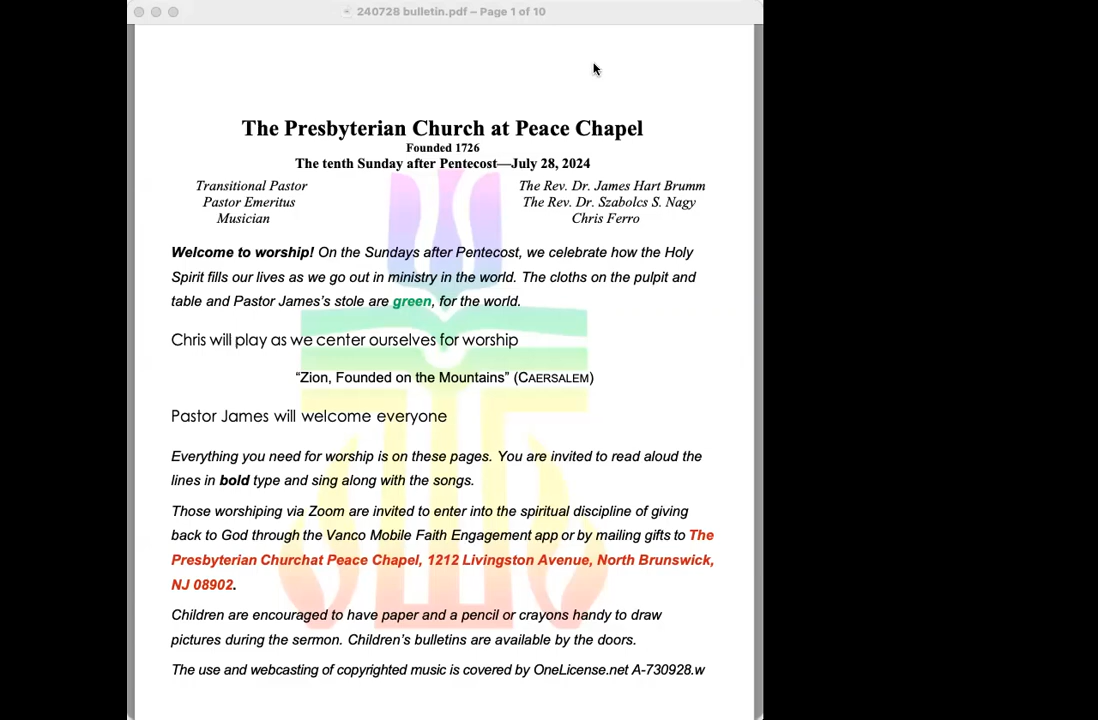 240728 bulletin.pdf – Page 1 of 10
The Presbyterian Church at Peace Chapel
Founded 1726
The tenth Sunday after Pentecost—July 28, 2024
Transitional Pastor The Rev. Dr. James Hart Brumm
Pastor Emeritus The Rev. Dr. Szabolcs S. Nagy
Musician Chris Ferro
Welcome to worship! On the Sundays after Pentecost, we celebrate how the Holy
Spirit fills our lives as we go out in ministry in the world. The cloths on the pulpit and
table and Pastor James’s stole are green, for the world.
Chris will play as we center ourselves for worship
“Zion, Founded on the Mountains” (CAERSALEM)
Pastor James will welcome everyone
Everything you need for worship is on these pages. You are invited to read aloud the
lines in bold type and sing along with the songs.
Those worshiping via Zoom are invited to enter into the spiritual discipline of giving
back to God through the Vanco Mobile Faith Engagement app or by mailing gifts to The
Presbyterian Churchat Peace Chapel, 1212 Livingston Avenue, North Brunswick,
NJ 08902.
Children are encouraged to have paper and a pencil or crayons handy to draw
pictures during the sermon. Children’s bulletins are available by the doors.
The use and webcasting of copyrighted music is covered by OneLicense.net A-730928.w